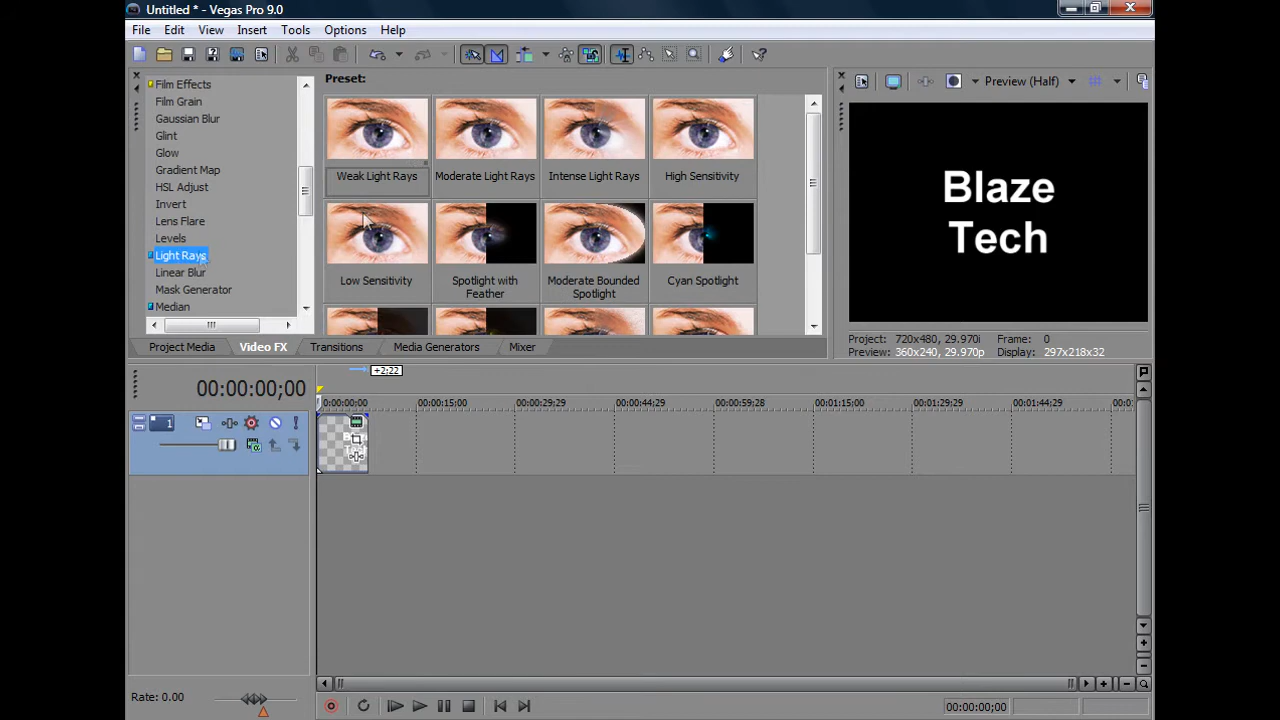 Untitled * - Vegas Pro 9.0
File Edit View Insert Tools Options Help
Film Effects
Film Grain
Gaussian Blur
Glint
Glow
Gradient Map
HSL Adjust
Invert
Lens Flare
Levels
Light Rays
Linear Blur
Mask Generator
Median
Preset:
Weak Light Rays
Moderate Light Rays
Intense Light Rays
High Sensitivity
Low Sensitivity
Spotlight with
Feather
Moderate Bounded
Spotlight
Cyan Spotlight
Preview (Half)
Blaze
Tech
Project: 720x480, 29.970i Frame: 0
Preview: 360x240, 29.970p Display: 297x218x32
Project Media Video FX Transitions Media Generators Mixer
00:00:00;00
+2;22
0:00:00:00 00:00:15;00 00:00:29;29 00:00:44;29 00:00:59;28 00:01:15;00 00:01:29;29 00:01:44;29 00:0
1
Rate: 0.00
00:00:00;00